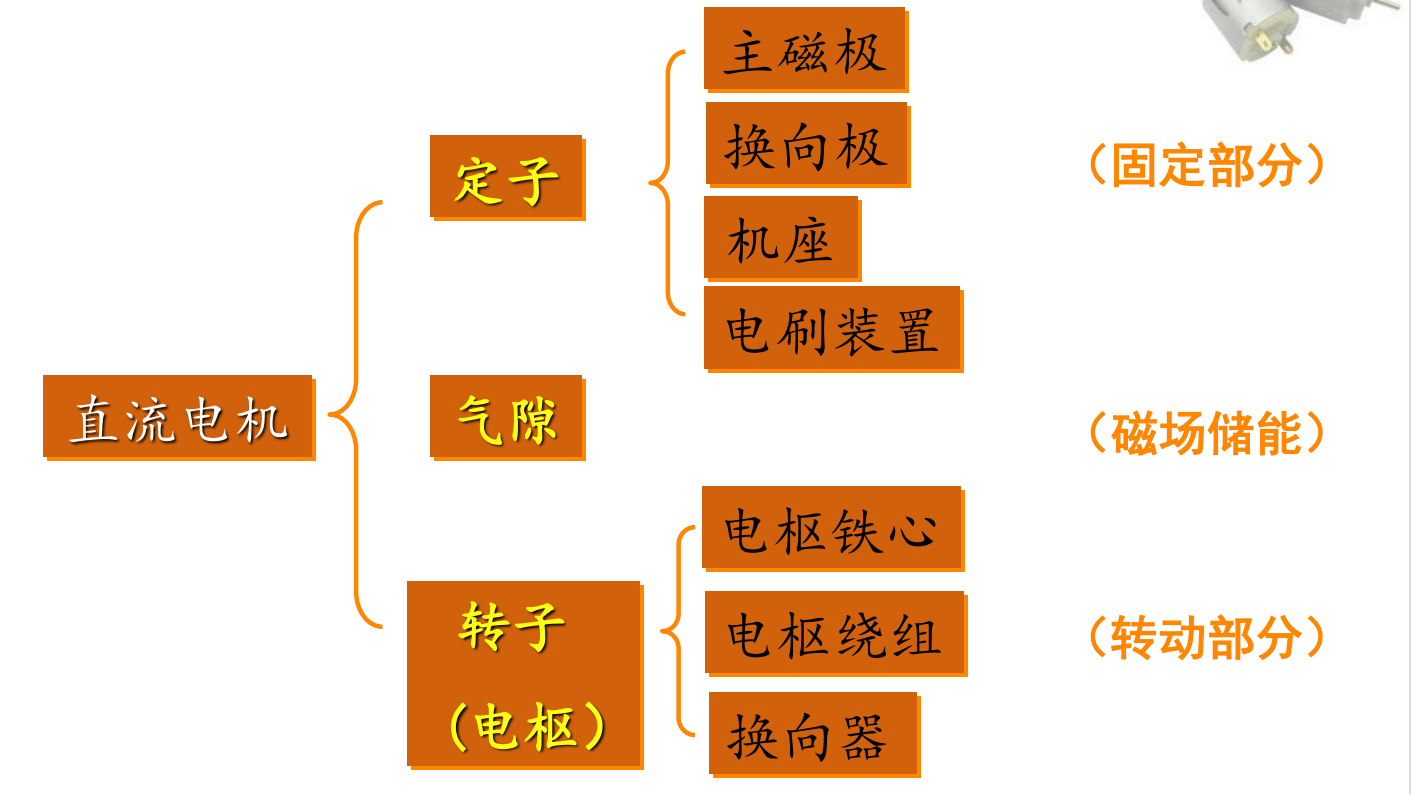 主磁极
换向极
定子
（固定部分）
机座
电刷装置
直流电机
气隙
（磁场储能）
电枢铁心
转子
（电枢）
电枢绕组
（转动部分）
换向器